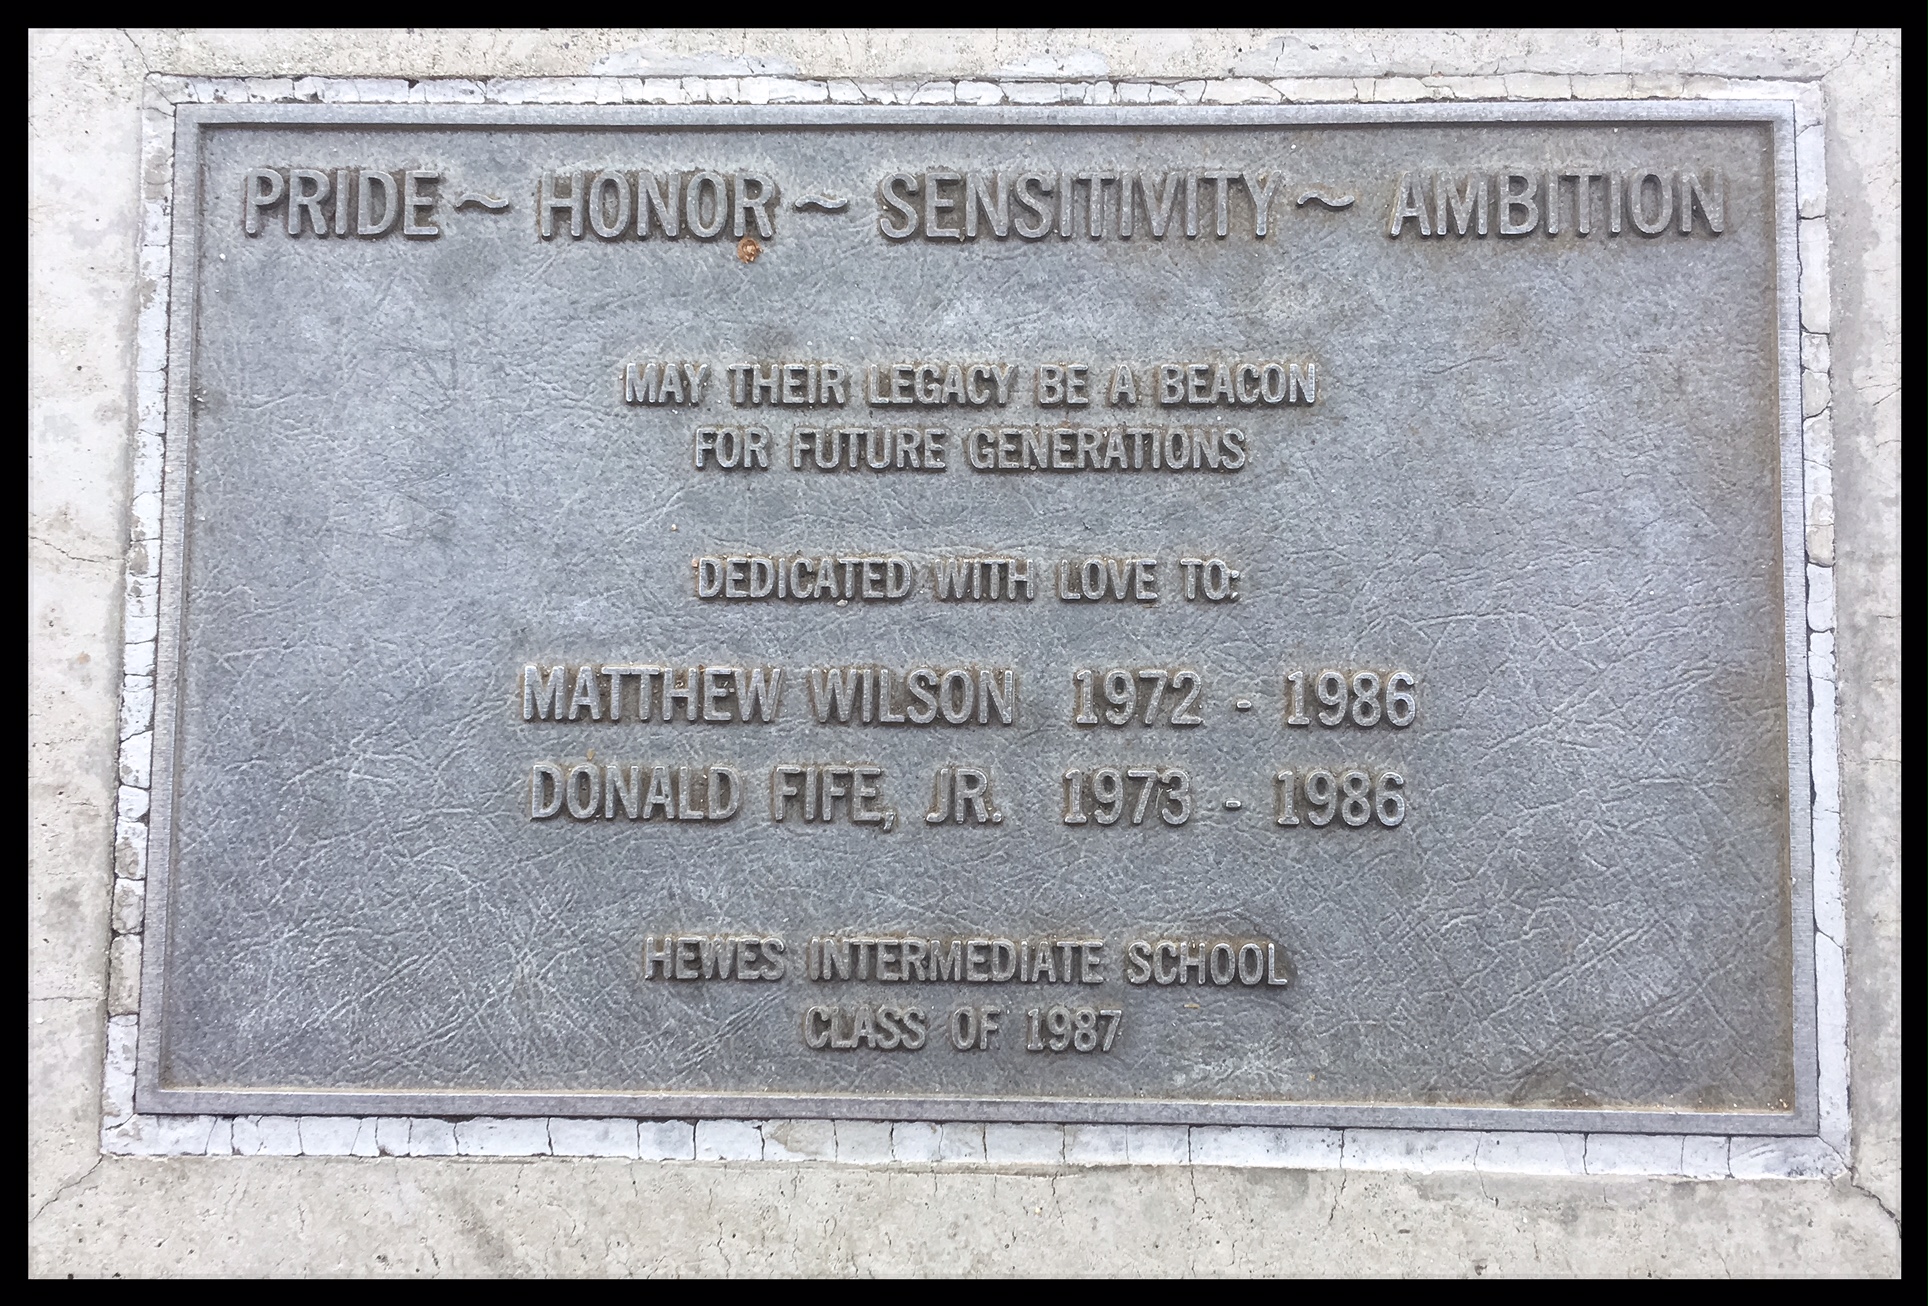 PRIDE ~ HONOR ~ SENSITIVITY ~ AMBITION
MAY THEIR LEGACY BE A BEACON
FOR FUTURE GENERATIONS
DEDICATED WITH LOVE TO:
MATTHEW WILSON 1972 - 1986
DONALD FIFE, JR. 1973 - 1986
HEWES INTERMEDIATE SCHOOL
CLASS OF 1987